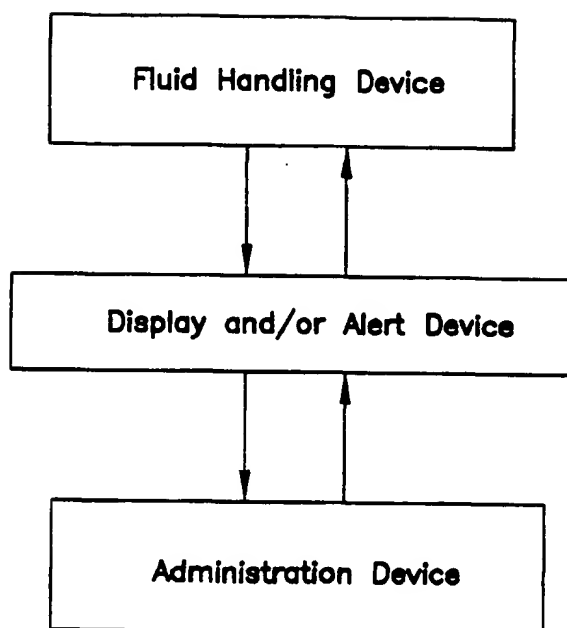 Fluid Handling Device
Display and/or Alert Device
Administration Device